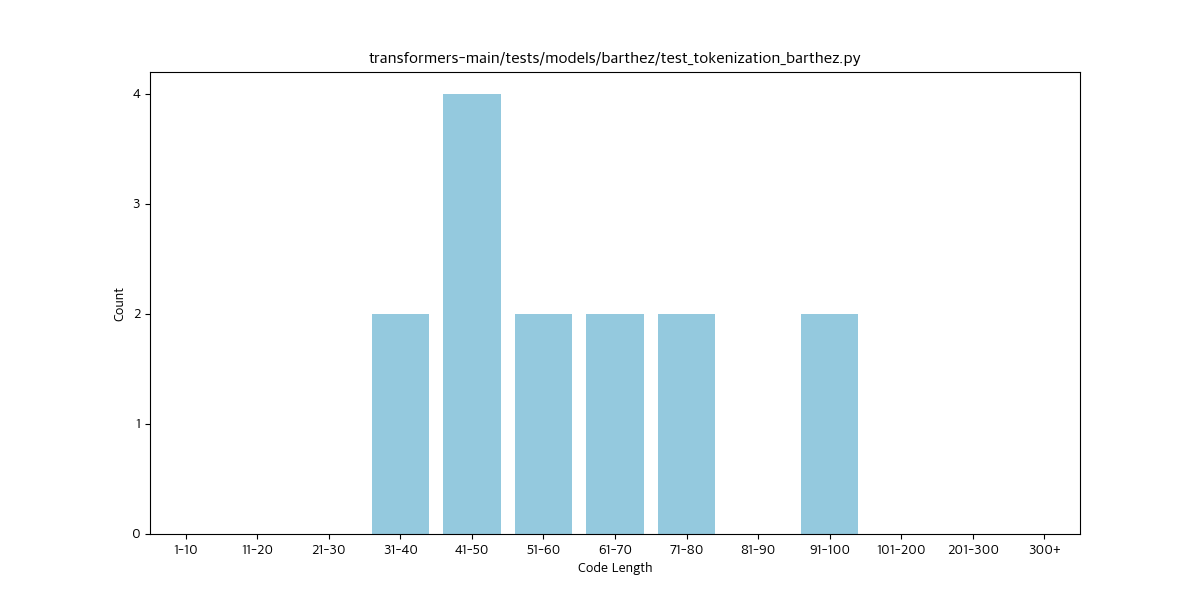 transformers-main/tests/models/barthez/test_tokenization_barthez.py
4
3
2
1
0
Count
1-10 11-20 21-30 31-40 41-50 51-60 61-70 71-80 81-90 91-100 101-200 201-300 300+
Code Length